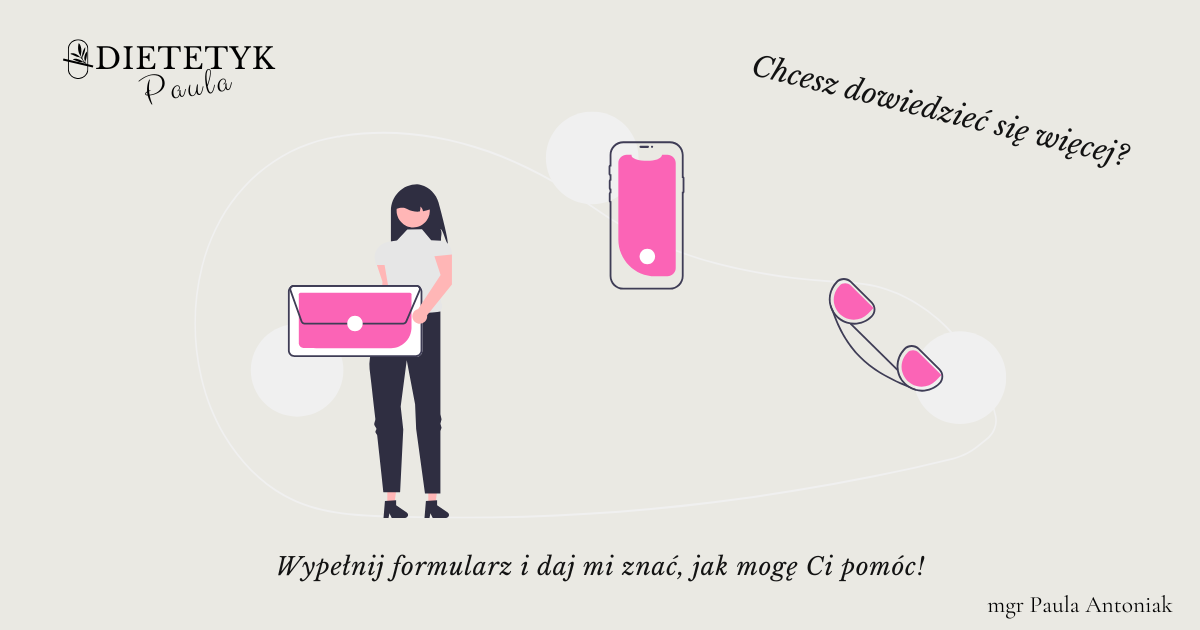 DIETETYK
Paula
Chcesz dowiedzieć się więcej?
Wypełnij formularz i daj mi znać, jak mogę Ci pomóc!
mgr Paula Antoniak